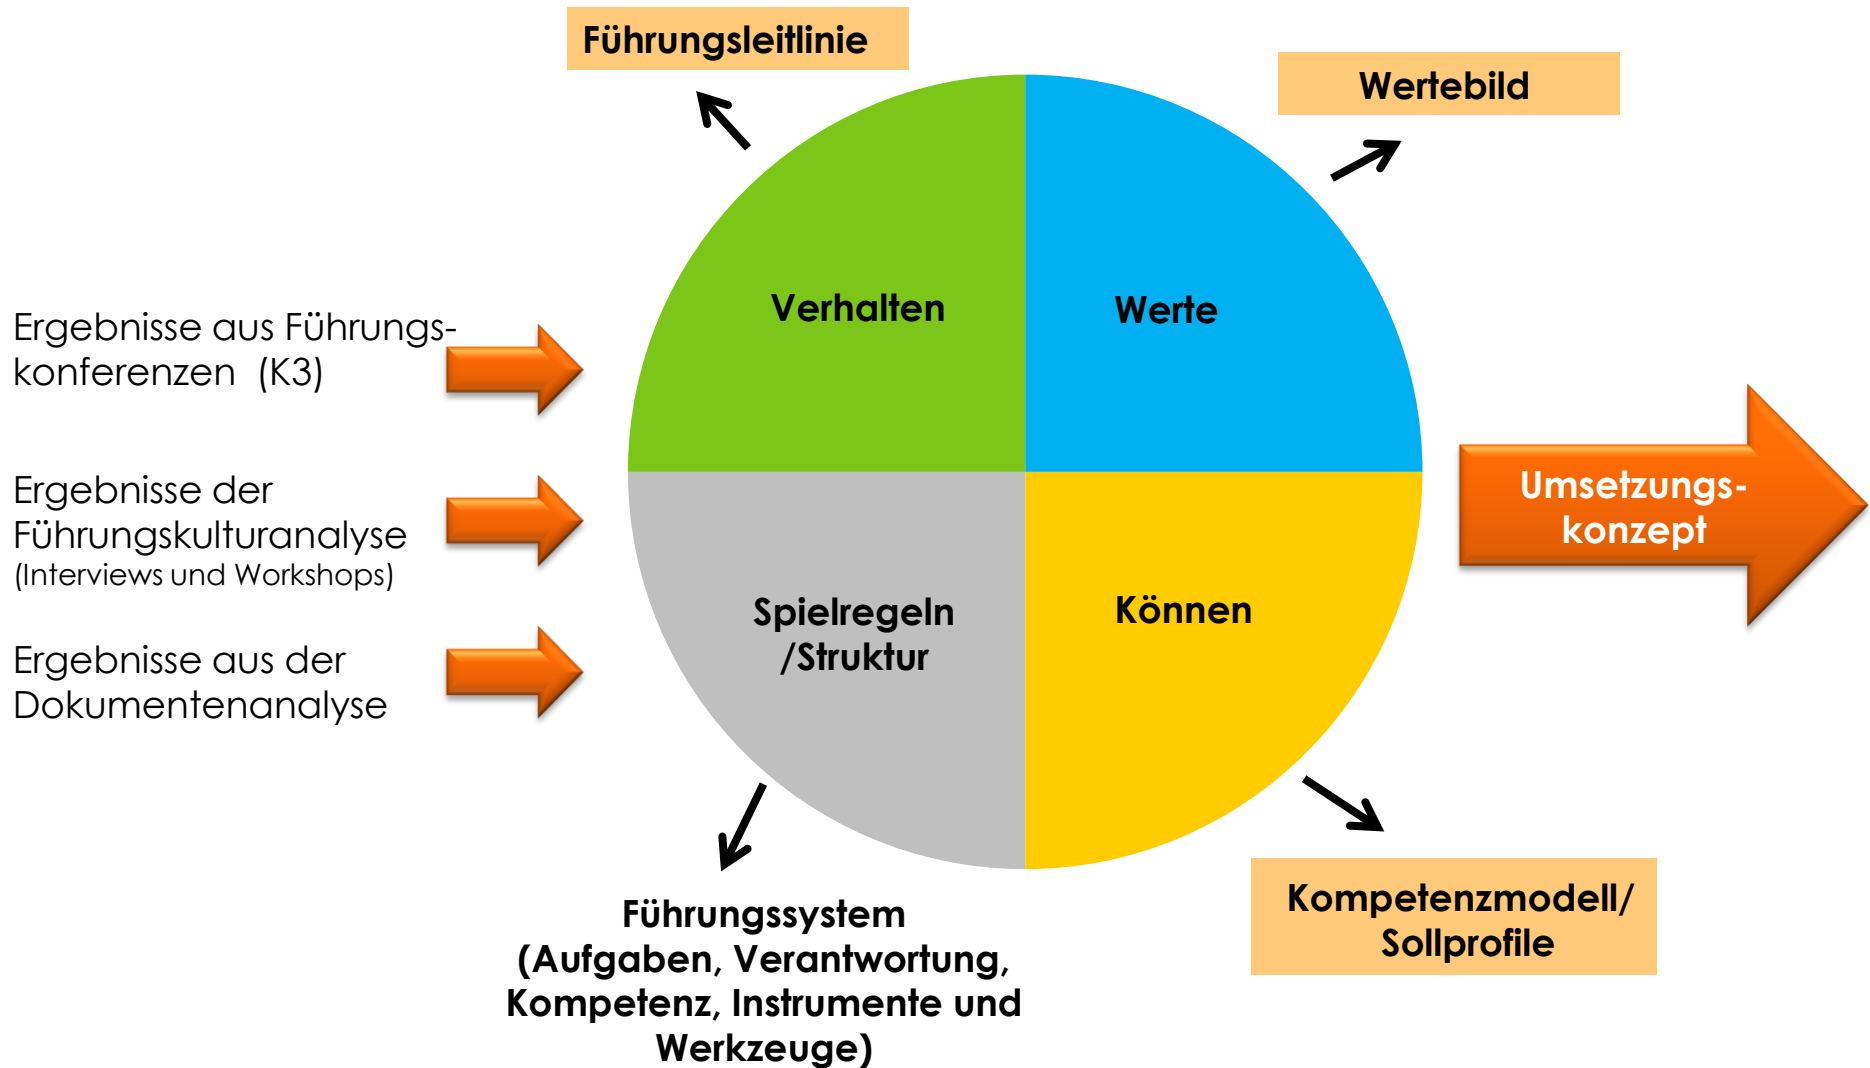 Führungsleitlinie
Wertebild
Verhalten
Werte
Ergebnisse aus Führungs-
konferenzen (K3)
Ergebnisse der
Führungskulturanalyse
(Interviews und Workshops)
Ergebnisse aus der
Dokumentenanalyse
Umsetzungs-
konzept
Spielregeln
/Struktur
Können
Führungssystem
(Aufgaben, Verantwortung,
Kompetenz, Instrumente und
Werkzeuge)
Kompetenzmodell/
Sollprofile